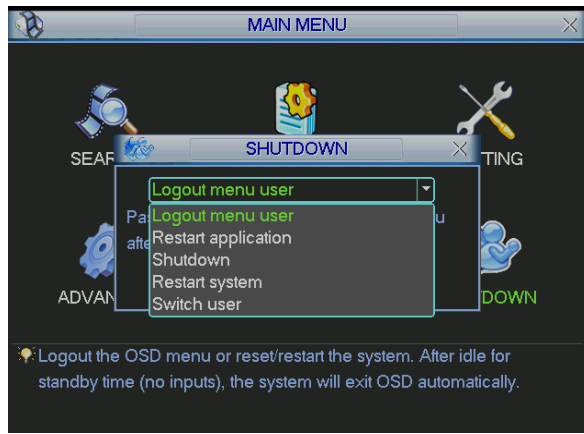 MAIN MENU
SEAR
TING
SHUTDOWN
Logout menu user
Pa
u
Logout menu user
afte
Restart application
Shutdown
Restart system
Switch user
ADVAN
DOWN
Logout the OSD menu or reset/restart the system. After idle for
standby time (no inputs), the system will exit OSD automatically.